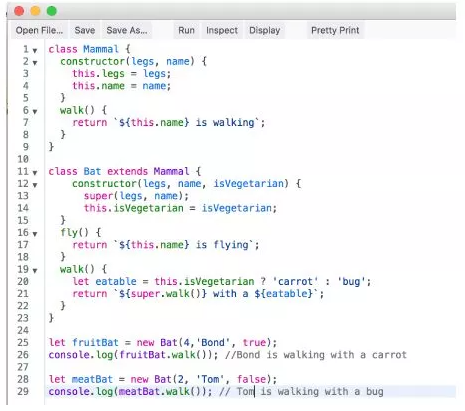 Open File... Save Save As... Run Inspect Display Pretty Print
1 class Mammal {
2 constructor(legs, name) {
3 this.legs = legs;
4 this.name = name;
5 }
6 walk() {
7 return `${this.name} is walking`;
8 }
9 }
10
11 class Bat extends Mammal {
12 constructor(legs, name, isVegetarian) {
13 super(legs, name);
14 this.isVegetarian = isVegetarian;
15 }
16 fly() {
17 return `${this.name} is flying`;
18 }
19 walk() {
20 let eatable = this.isVegetarian ? 'carrot' : 'bug';
21 return `${super.walk()} with a ${eatable}`;
22 }
23 }
24
25 let fruitBat = new Bat(4,'Bond', true);
26 console.log(fruitBat.walk()); //Bond is walking with a carrot
27
28 let meatBat = new Bat(2, 'Tom', false);
29 console.log(meatBat.walk()); // Tom is walking with a bug